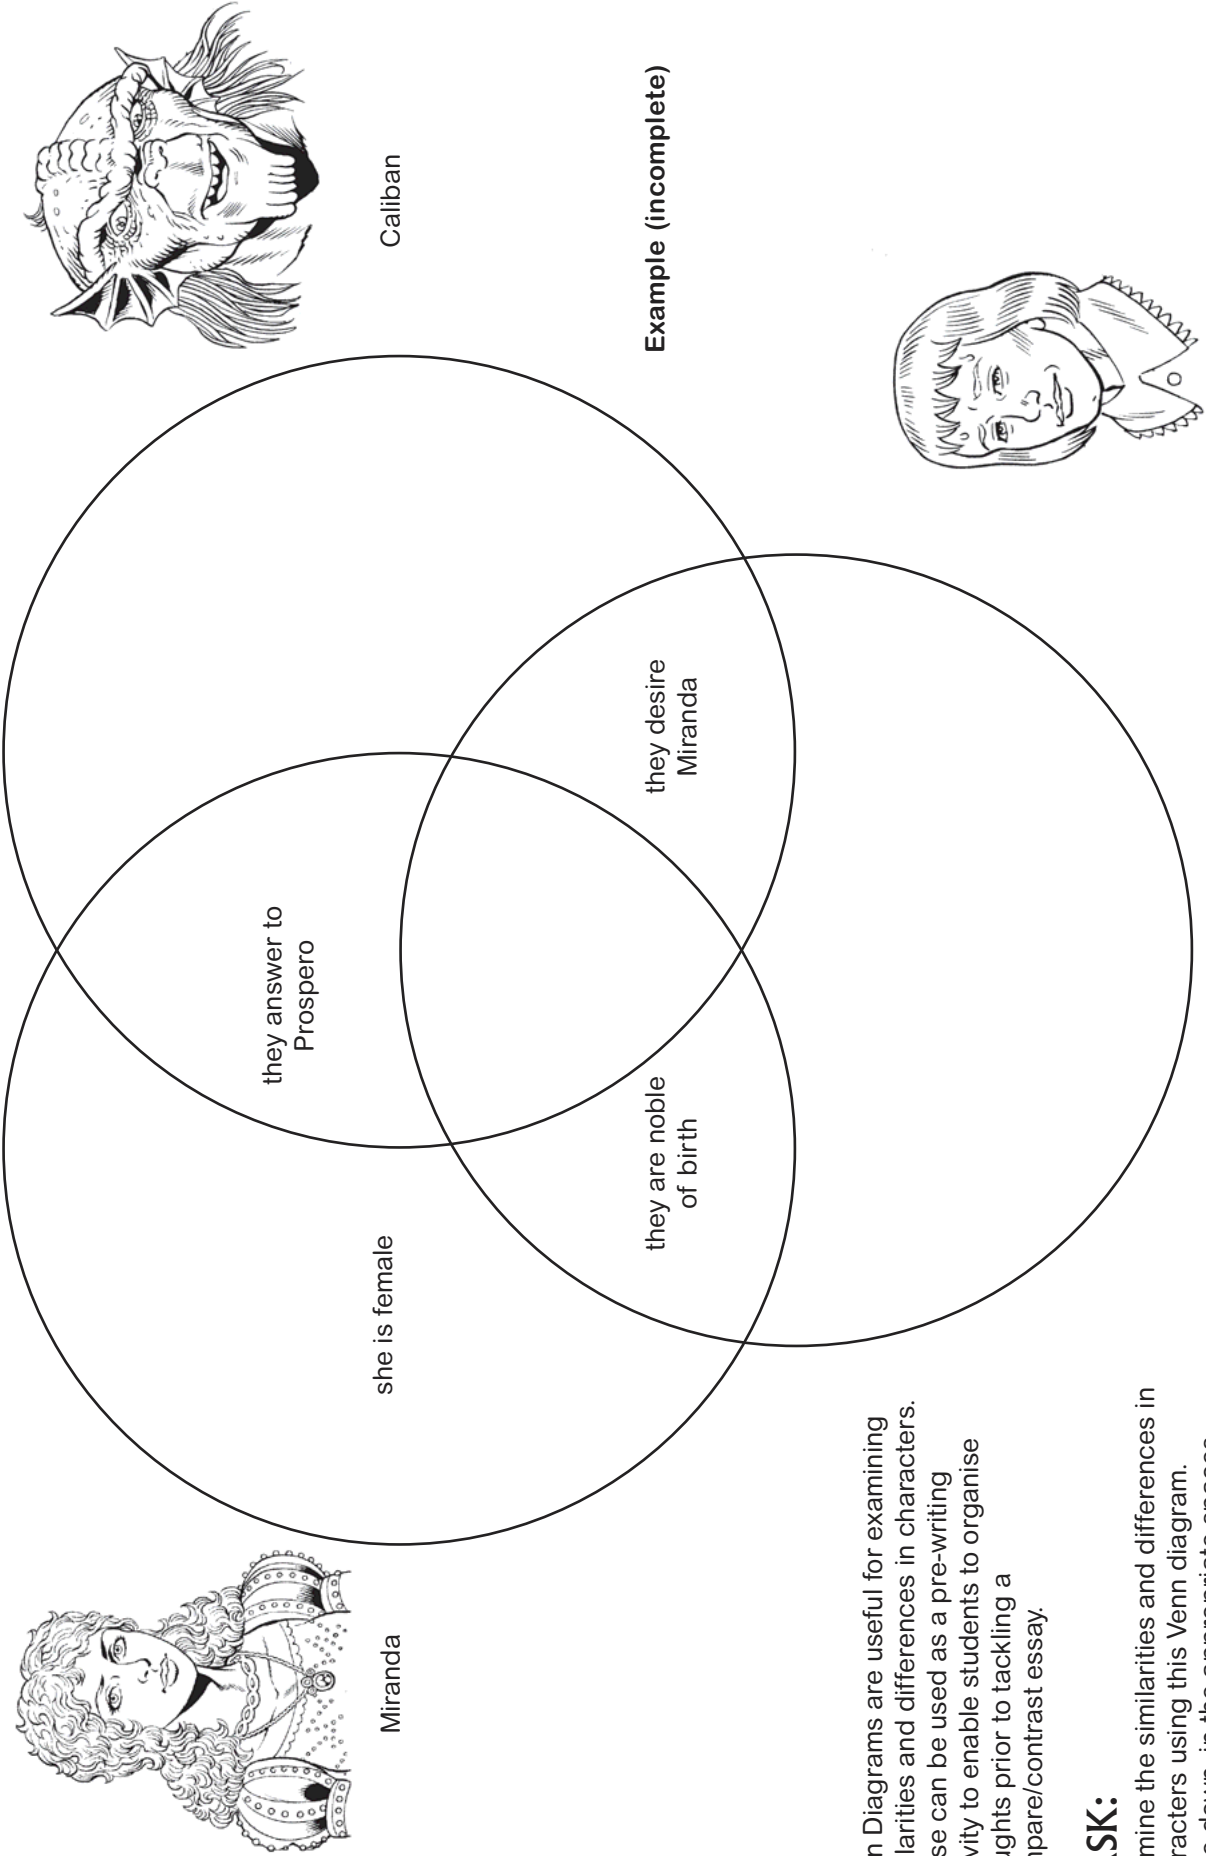 Miranda
Caliban
she is female
they answer to
Prospero
they are noble
of birth
they desire
Miranda
Example (incomplete)
n Diagrams are useful for examining
larities and differences in characters.
se can be used as a pre-writing
vity to enable students to organise
ughts prior to tackling a
npare/contrast essay.
SK:
mine the similarities and differences in
racters using this Venn diagram.